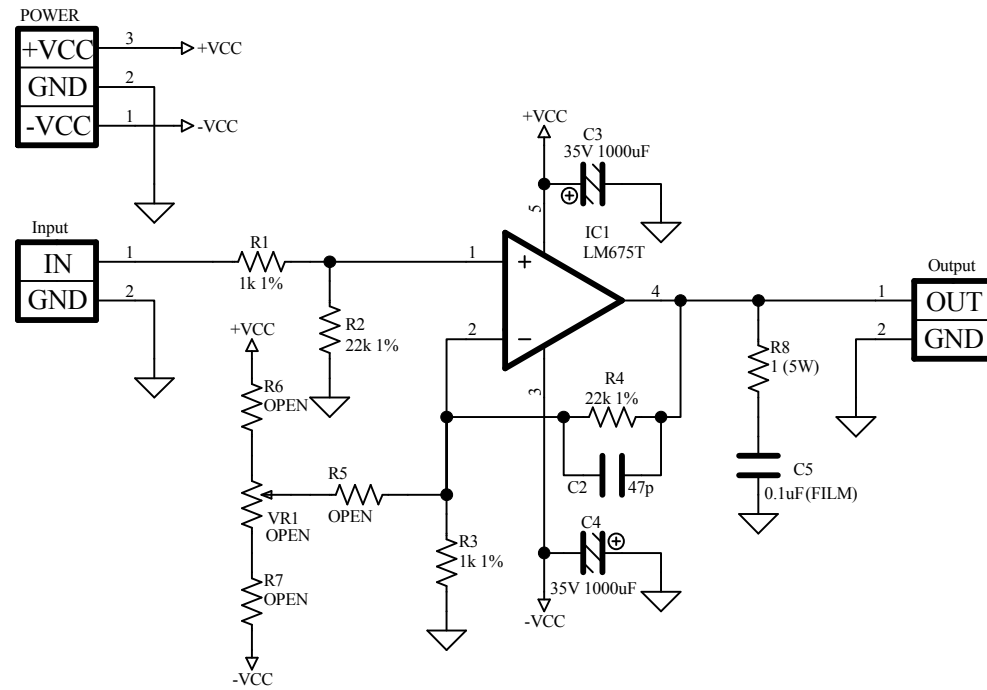 POWER
+VCC
3
+VCC
GND
2
-VCC
1
-VCC
+VCC
C3
35V 1000uF
5
IC1
LM675T
Input
IN
1
GND
2
R1
1k 1%
1
+
R2
22k 1%
2
−
4
3
Output
1
OUT
2
GND
R8
1 (5W)
R4
22k 1%
C2
47p
C5
0.1uF(FILM)
+VCC
R6
OPEN
R5
OPEN
VR1
OPEN
R3
1k 1%
C4
35V 1000uF
-VCC
R7
OPEN
-VCC